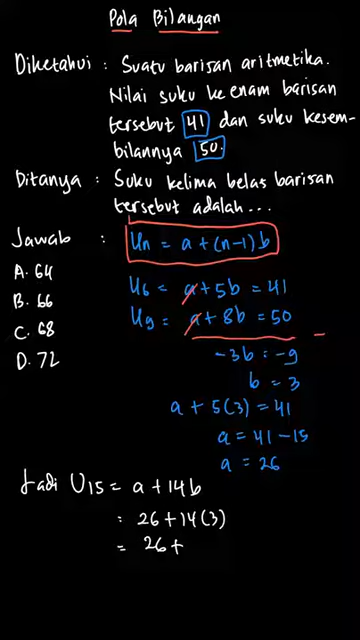 Pola Bilangan
Diketahui : Suatu barisan aritmetika.
Nilai suku ke enam barisan
tersebut 41 dan suku kesem-
bilannya 50.
Ditanya : Suku kelima belas barisan
tersebut adalah...
Jawab : Un = a + (n-1) b
A. 64
B. 66
C. 68
D. 72
U6 = a + 5b = 41
U9 = a + 8b = 50
-3b = -9
b = 3
a + 5(3) = 41
a = 41 - 15
a = 26
Jadi U15 = a + 14b
= 26 + 14(3)
= 26 +